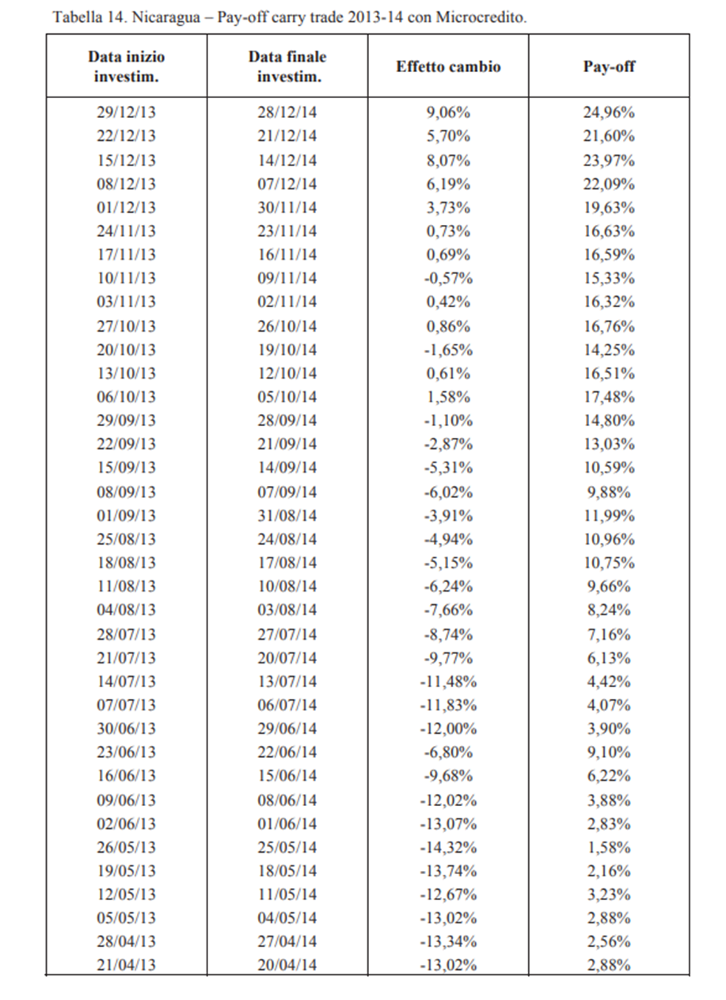 Tabella 14. Nicaragua – Pay-off carry trade 2013-14 con Microcredito.
Data inizio investim. Data finale investim. Effetto cambio Pay-off
29/12/13 28/12/14 9,06% 24,96%
22/12/13 21/12/14 5,70% 21,60%
15/12/13 14/12/14 8,07% 23,97%
08/12/13 07/12/14 6,19% 22,09%
01/12/13 30/11/14 3,73% 19,63%
24/11/13 23/11/14 0,73% 16,63%
17/11/13 16/11/14 0,69% 16,59%
10/11/13 09/11/14 -0,57% 15,33%
03/11/13 02/11/14 0,42% 16,32%
27/10/13 26/10/14 0,86% 16,76%
20/10/13 19/10/14 -1,65% 14,25%
13/10/13 12/10/14 0,61% 16,51%
06/10/13 05/10/14 1,58% 17,48%
29/09/13 28/09/14 -1,10% 14,80%
22/09/13 21/09/14 -2,87% 13,03%
15/09/13 14/09/14 -5,31% 10,59%
08/09/13 07/09/14 -6,02% 9,88%
01/09/13 31/08/14 -3,91% 11,99%
25/08/13 24/08/14 -4,94% 10,96%
18/08/13 17/08/14 -5,15% 10,75%
11/08/13 10/08/14 -6,24% 9,66%
04/08/13 03/08/14 -7,66% 8,24%
28/07/13 27/07/14 -8,74% 7,16%
21/07/13 20/07/14 -9,77% 6,13%
14/07/13 13/07/14 -11,48% 4,42%
07/07/13 06/07/14 -11,83% 4,07%
30/06/13 29/06/14 -12,00% 3,90%
23/06/13 22/06/14 -6,80% 9,10%
16/06/13 15/06/14 -9,68% 6,22%
09/06/13 08/06/14 -12,02% 3,88%
02/06/13 01/06/14 -13,07% 2,83%
26/05/13 25/05/14 -14,32% 1,58%
19/05/13 18/05/14 -13,74% 2,16%
12/05/13 11/05/14 -12,67% 3,23%
05/05/13 04/05/14 -13,02% 2,88%
28/04/13 27/04/14 -13,34% 2,56%
21/04/13 20/04/14 -13,02% 2,88%